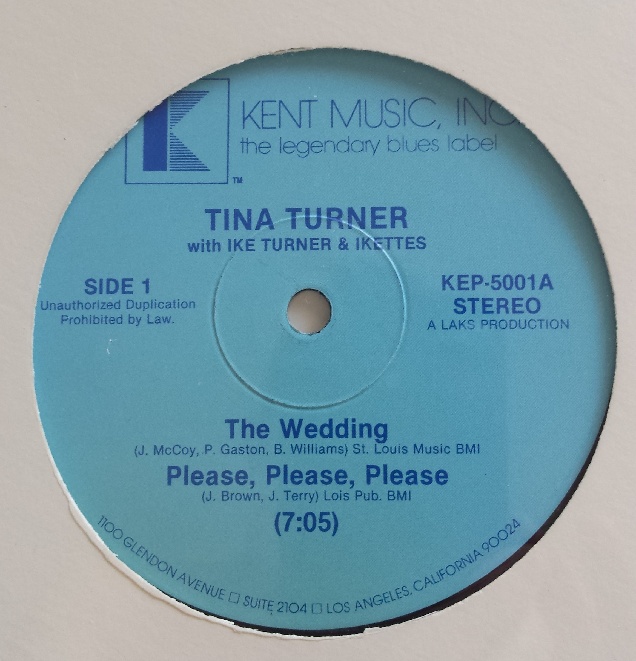 KENT MUSIC, INC.
the legendary blues label
K
TM
TINA TURNER
with IKE TURNER & IKETTES
SIDE 1
Unauthorized Duplication
Prohibited by Law.
KEP-5001A
STEREO
A LAKS PRODUCTION
The Wedding
(J. McCoy, P. Gaston, B. Williams) St. Louis Music BMI
Please, Please, Please
(J. Brown, J. Terry) Lois Pub. BMI
(7:05)
1100 GLENDON AVENUE □ SUITE 2104 □ LOS ANGELES, CALIFORNIA 90024